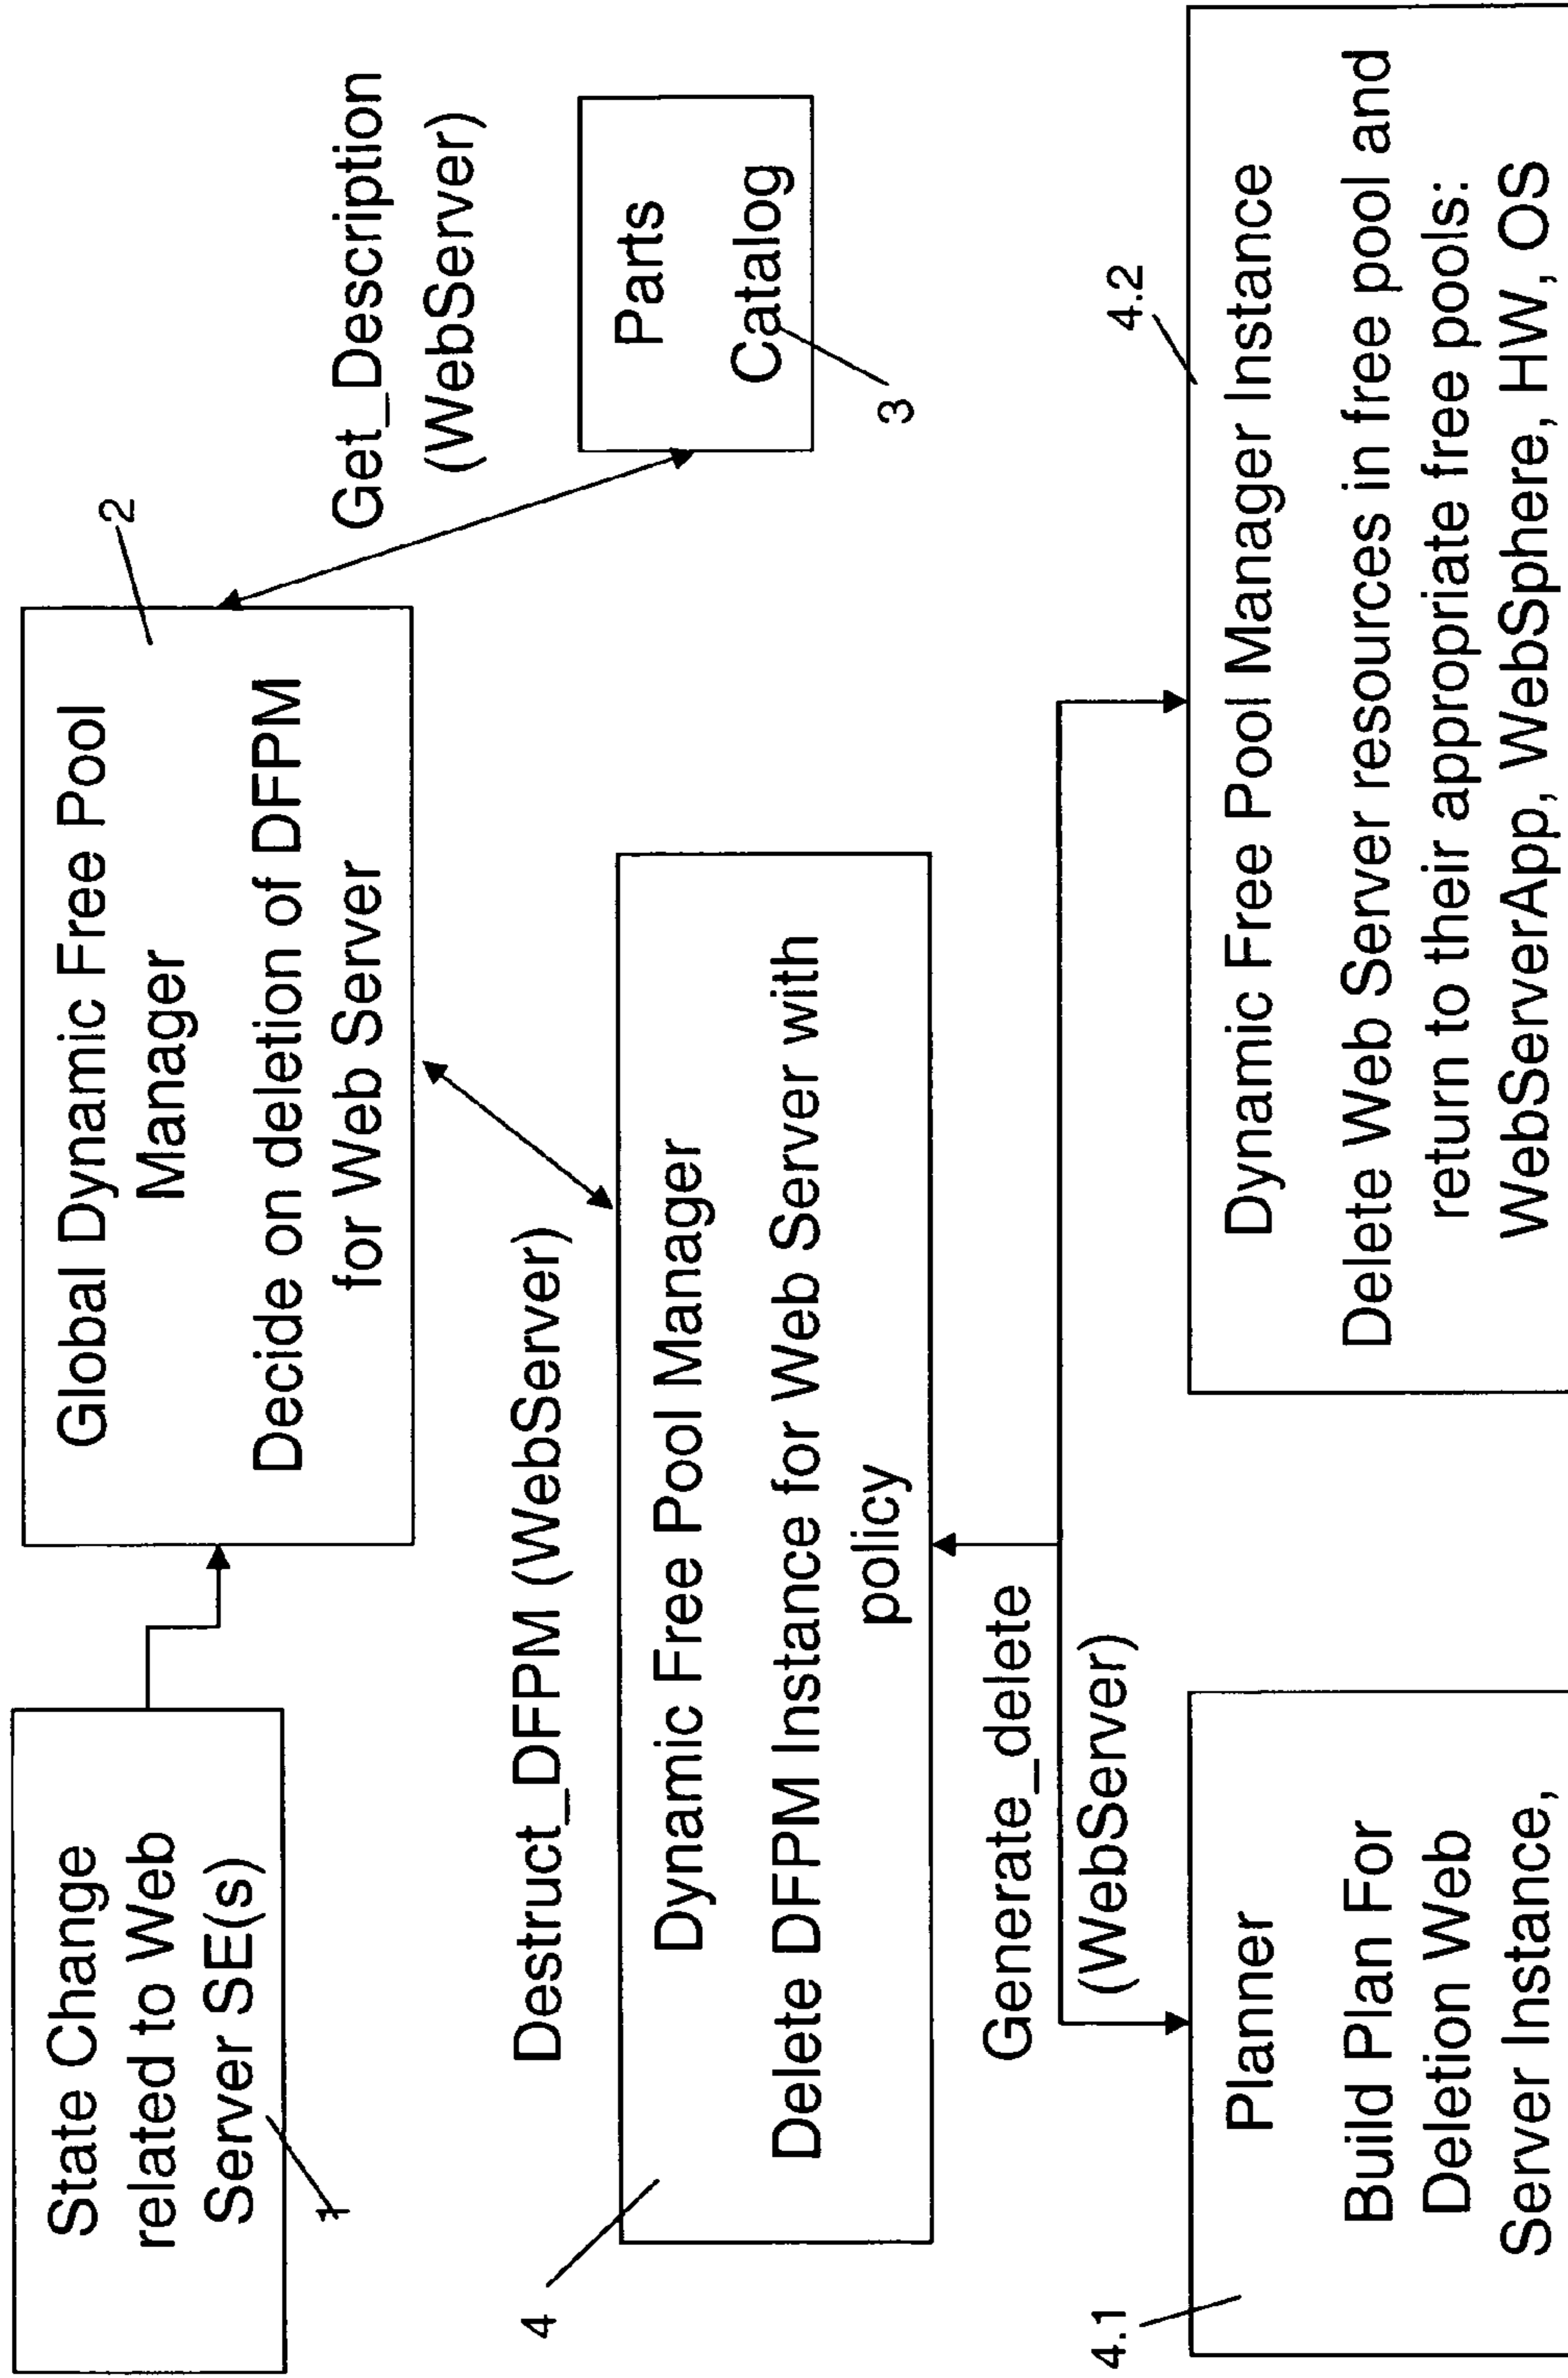 State Change
related to Web
Server SE(s)
1
Global Dynamic Free Pool
Manager
Decide on deletion of DFPM
for Web Server
2
Get_Description
(WebServer)
Parts
Catalog
3
Destruct_DFPM (WebServer)
Dynamic Free Pool Manager
Delete DFPM Instance for Web Server with
policy
4
Generate_delete
(WebServer)
4.1
Planner
Build Plan For
Deletion Web
Server Instance,
4.2
Dynamic Free Pool Manager Instance
Delete Web Server resources in free pool and
return to their appropriate free pools:
WebServerApp, WebSphere, HW, OS